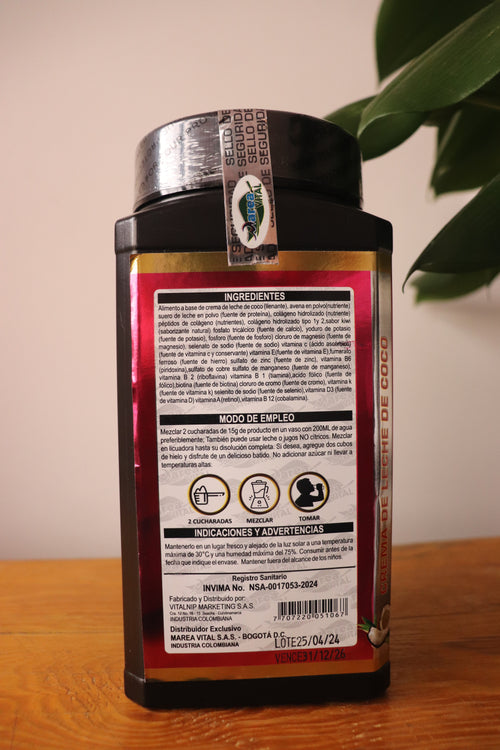 SELLO DE
SEGURIDAD
Marea
VITAL
INGREDIENTES
Alimento a base de crema de leche de coco (llenante), avena en polvo(nutriente)
suero de leche en polvo (fuente de proteína), colágeno hidrolizado (nutriente)
péptidos de colágeno (nutrientes), colágeno hidrolizado tipo 1y 2,sabor kiwi
(saborizante natural), fosfato tricálcico (fuente de calcio), yoduro de potasio
(fuente de potasio), fosfero (fuente de fosfero) cloruro de magnesio (fuente de
magnesio), selenato de sodio (fuente de sodio) vitamina c (ácido ascórbico)
(fuente de vitamina c y conservante) vitamina E(fuente de vitamina E),fumerato
ferroso (fuente de hierro) sulfato de zinc (fuente de zinc), vitamina B6
(piridoxina),sulfato de cobre sulfato de manganeso (fuente de manganeso),
vitamina B 2 (riboflavina) vitamina B 1 (tiamina),acido fólico (fuente de
fólico),biotina (fuente de biotina) cloruro de cromo (fuente de cromo), vitamina k
(fuente de vitamina k) selenito de sodio (fuente de selenio), vitamina D3 (fuente
de vitamina D) vitamina A (retinol), vitamina B 12 (cobalamina).
MODO DE EMPLEO
Mezclar 2 cucharadas de 15g de producto en un vaso con 200ML de agua
preferiblemente; También puede usar leche o jugos NO cítricos. Mezclar
en licuadora hasta su disolución completa. Si desea, agregue dos cubos
de hielo y disfrute de un delicioso batido. No adicionar azúcar ni llevar a
temperaturas altas.
2 CUCHARADAS MEZCLAR TOMAR
INDICACIONES Y ADVERTENCIAS
Mantenerlo en un lugar fresco y alejado de la luz solar a una temperatura
máxima de 30°C y una humedad máxima del 75%. Consumir antes de la
fecha que indique el envase. Mantener fuera del alcance de los niños.
Registro Sanitario
INVIMA No. NSA-0017053-2024
Fabricado y Distribuido por:
VITALNIP MARKETING S.A.S.
INDUSTRIA COLOMBIANA
Distribuidor Exclusivo
MAREA VITAL S.A.S. - BOGOTÁ D.C.
INDUSTRIA COLOMBIANA
7707220051067
LOTE25/04/24
VENCE31/12/26
CREMA DE LECHE DE COCO